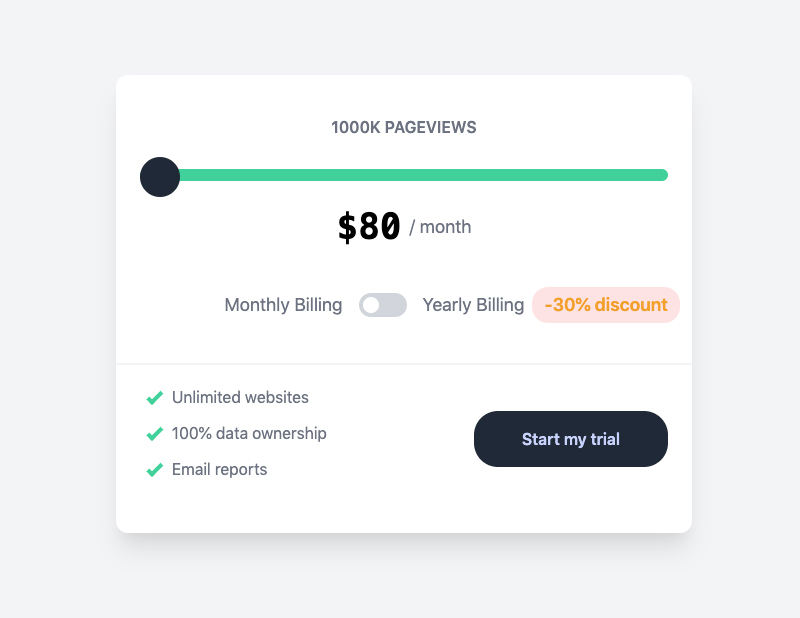 1000K PAGEVIEWS
$80 / month
Monthly Billing Yearly Billing -30% discount
Unlimited websites
100% data ownership
Email reports
Start my trial